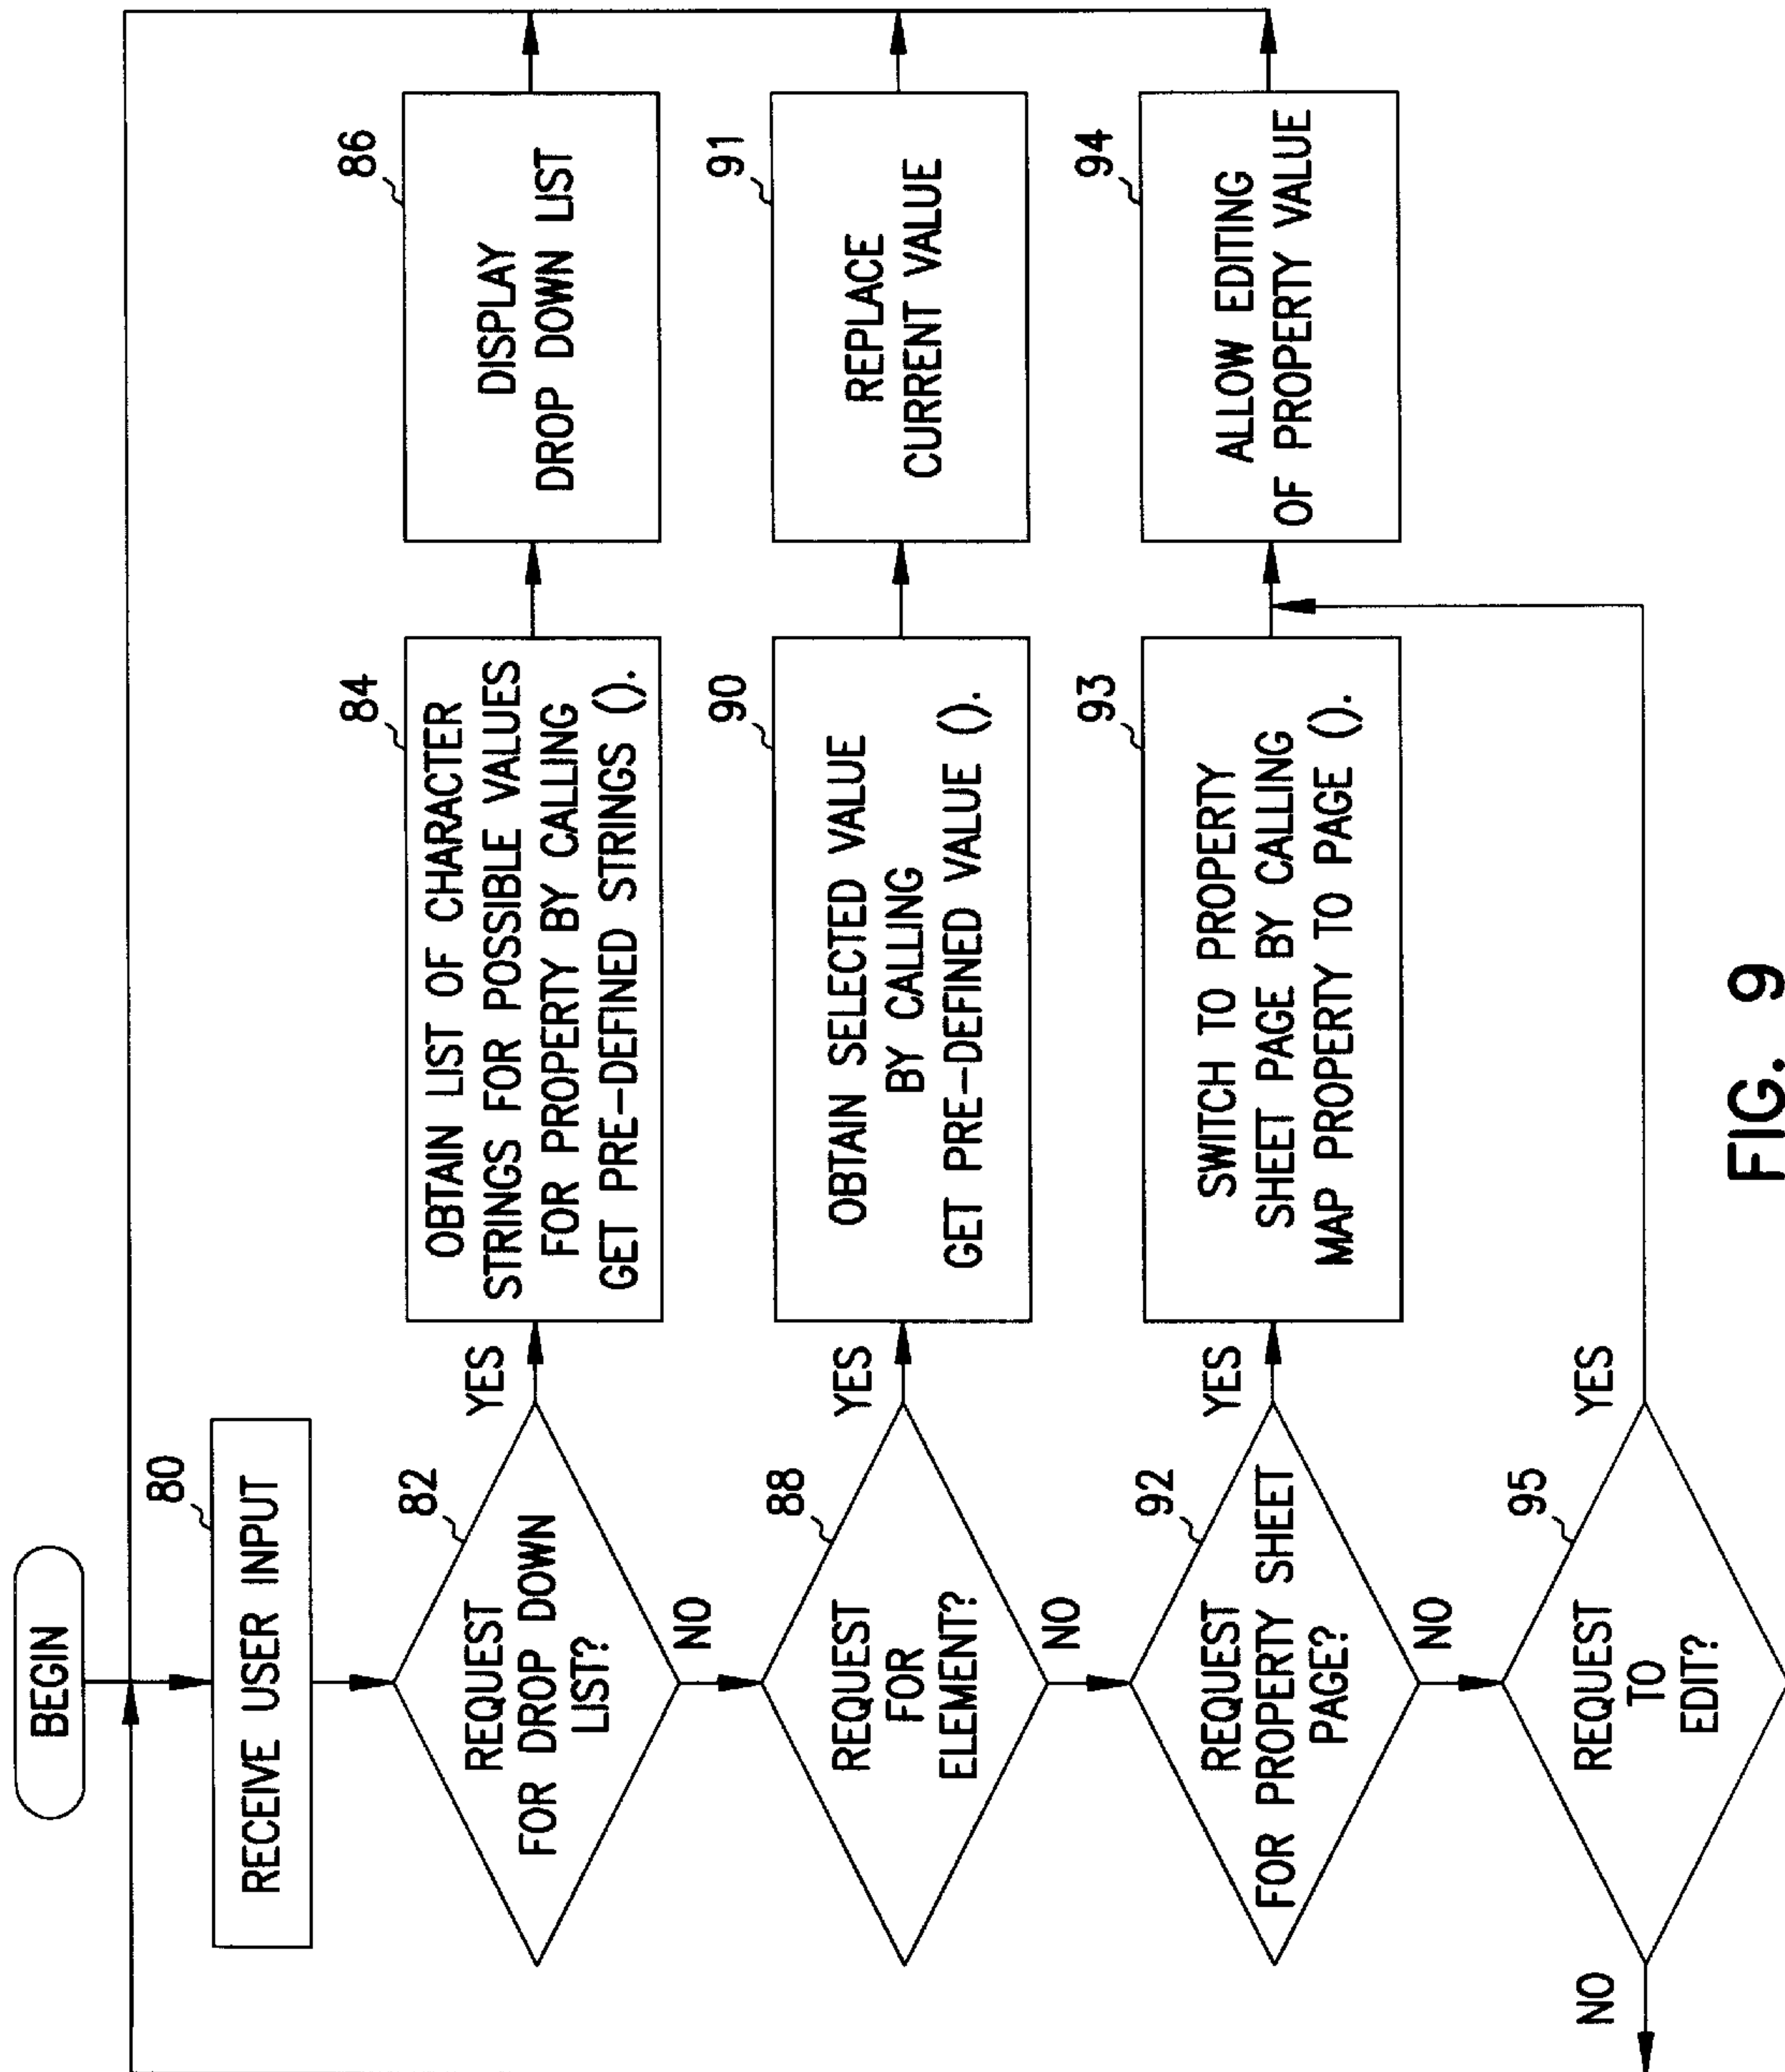 BEGIN
80
RECEIVE USER INPUT
82
REQUEST
FOR DROP DOWN
LIST?
YES
NO
84
OBTAIN LIST OF CHARACTER
STRINGS FOR POSSIBLE VALUES
FOR PROPERTY BY CALLING
GET PRE-DEFINED STRINGS ().
86
DISPLAY
DROP DOWN LIST
88
REQUEST
FOR
ELEMENT?
YES
NO
90
OBTAIN SELECTED VALUE
BY CALLING
GET PRE-DEFINED VALUE ().
91
REPLACE
CURRENT VALUE
92
REQUEST
FOR PROPERTY SHEET
PAGE?
YES
NO
93
SWITCH TO PROPERTY
SHEET PAGE BY CALLING
MAP PROPERTY TO PAGE ().
94
ALLOW EDITING
OF PROPERTY VALUE
95
REQUEST
TO
EDIT?
YES
NO
FIG. 9